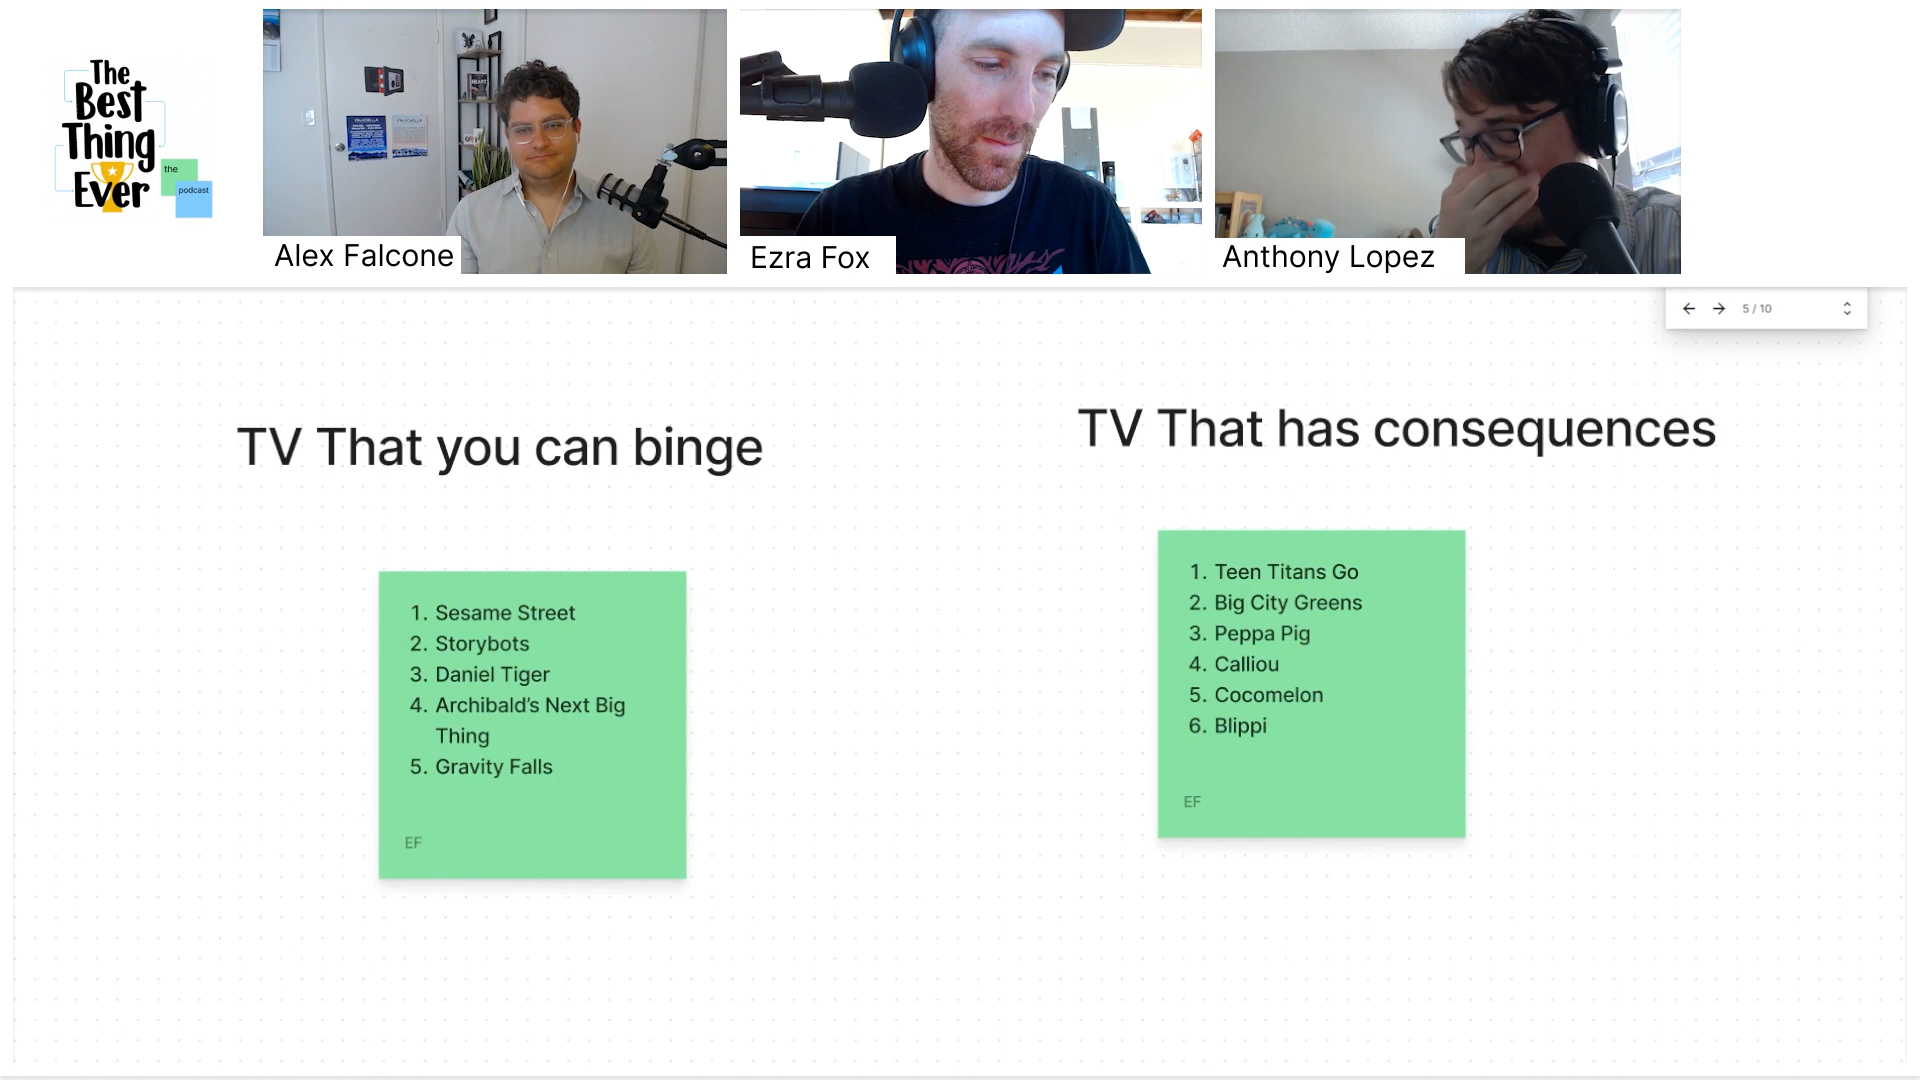 The
Best
Thing
Ever
the
podcast
HEART
Alex Falcone
Ezra Fox
Anthony Lopez
5 / 10
TV That you can binge
1. Sesame Street
2. Storybots
3. Daniel Tiger
4. Archibald's Next Big
Thing
5. Gravity Falls
EF
TV That has consequences
1. Teen Titans Go
2. Big City Greens
3. Peppa Pig
4. Calliou
5. Cocomelon
6. Blippi
EF